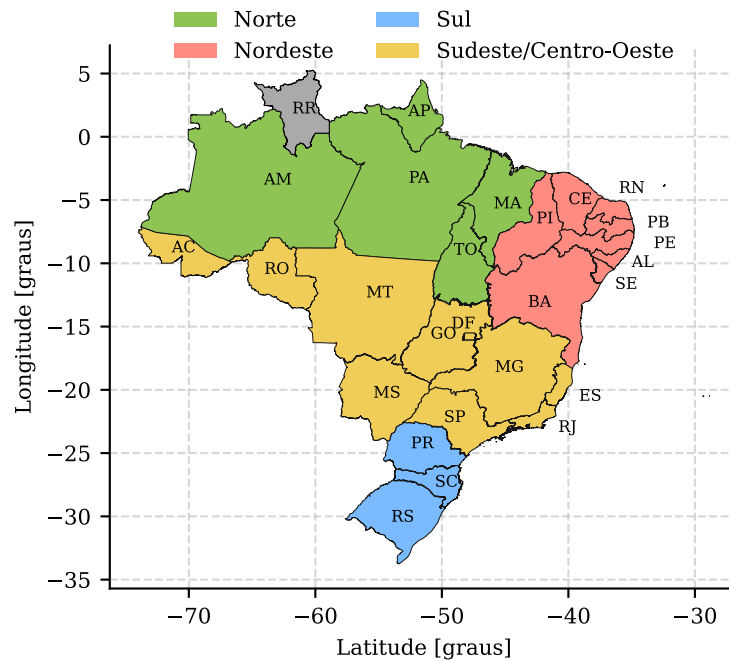 Norte
Sul
Nordeste
Sudeste/Centro-Oeste
5
0
−5
−10
−15
−20
−25
−30
−35
Longitude [graus]
RR
AP
AM
PA
MA
CE
RN
PI
PB
PE
AL
SE
TO
AC
RO
MT
BA
DF
GO
MG
MS
ES
SP
RJ
PR
SC
RS
−70
−60
−50
−40
−30
Latitude [graus]